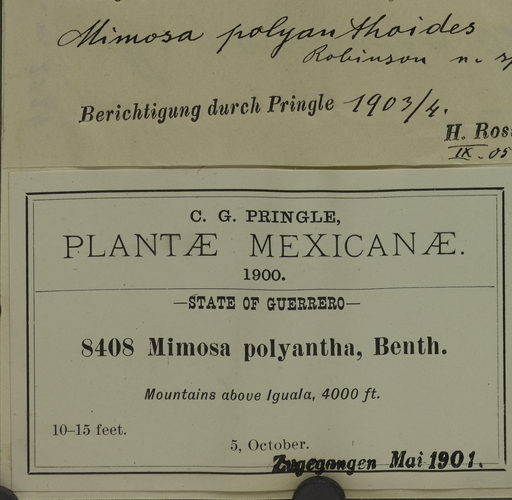 Mimosa polyanthoides
Robinson n. sp
Berichtigung durch Pringle 1903/4.
H. Ross
IX. 05
C. G. PRINGLE,
PLANTÆ MEXICANÆ.
1900.
—STATE OF GUERRERO—
8408 Mimosa polyantha, Benth.
Mountains above Iguala, 4000 ft.
10–15 feet.
5, October.
Zugegangen Mai 1901.